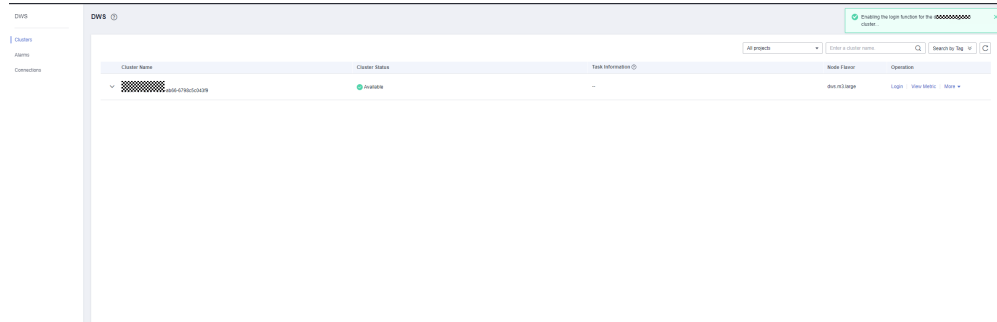 DWS
Clusters
Alarms
Connections
DWS
Enabling the login function for the
cluster...
All projects
Enter a cluster name.
Search by Tag
Cluster Name
Cluster Status
Task Information
Node Flavor
Operation
Available
--
dws.m3.xlarge
Login
View Metric
More